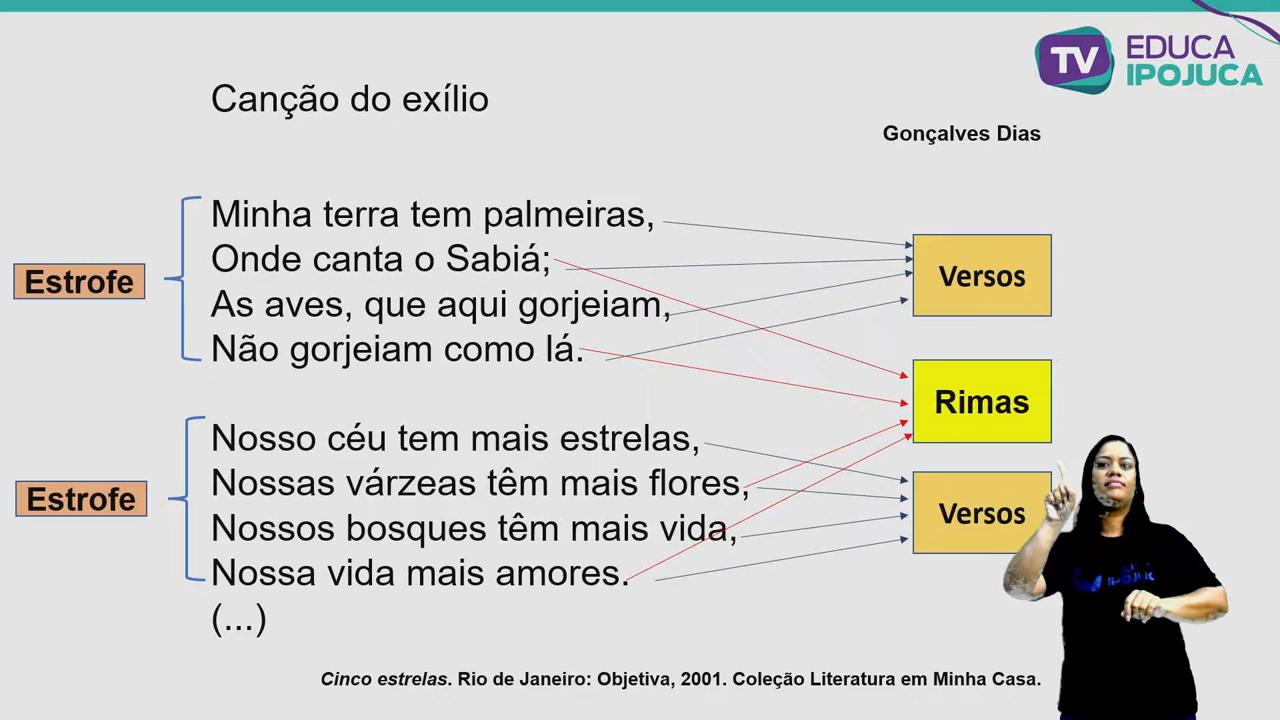 TV EDUCA
IPOJUCA
Canção do exílio
Gonçalves Dias
Minha terra tem palmeiras,
Onde canta o Sabiá;
As aves, que aqui gorjeiam,
Não gorjeiam como lá.
Estrofe
Versos
Rimas
Nosso céu tem mais estrelas,
Nossas várzeas têm mais flores,
Nossos bosques têm mais vida,
Nossa vida mais amores.
(...)
Estrofe
Versos
Cinco estrelas. Rio de Janeiro: Objetiva, 2001. Coleção Literatura em Minha Casa.